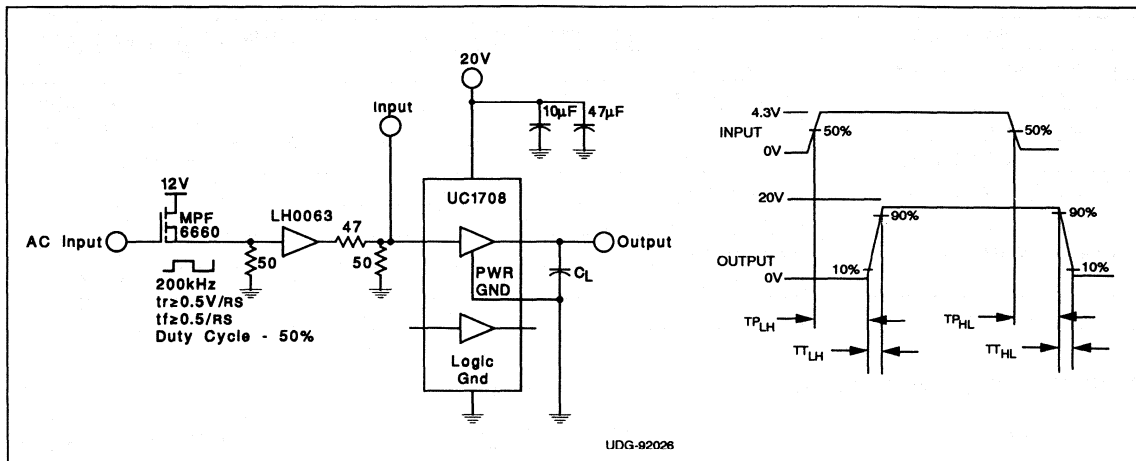 20V
Input
10µF
47µF
12V
MPF
6660
LH0063
47
UC1708
AC Input
50
50
Output
CL
PWR
GND
200kHz
tr≥0.5V/RS
tf≥0.5/RS
Duty Cycle - 50%
Logic
Gnd
4.3V
INPUT
50%
50%
0V
20V
90%
90%
OUTPUT
10%
10%
0V
TPLH
TPHL
TTLH
TTHL
UDG-92026